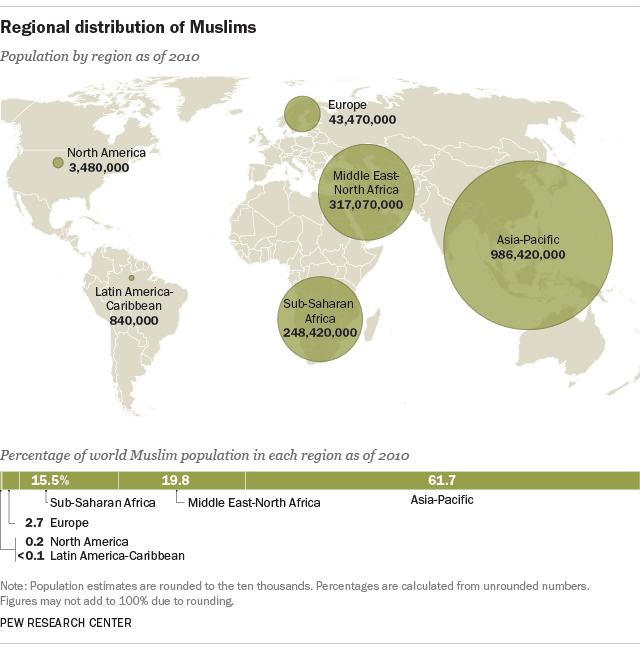 Regional distribution of Muslims
Population by region as of 2010
Europe
43,470,000
North America
3,480,000
Middle East-
North Africa
317,070,000
Asia-Pacific
986,420,000
Latin America-
Caribbean
840,000
Sub-Saharan
Africa
248,420,000
Percentage of world Muslim population in each region as of 2010
15.5% 19.8 61.7
Sub-Saharan Africa Middle East-North Africa Asia-Pacific
2.7 Europe
0.2 North America
<0.1 Latin America-Caribbean
Note: Population estimates are rounded to the ten thousands. Percentages are calculated from unrounded numbers.
Figures may not add to 100% due to rounding.
PEW RESEARCH CENTER